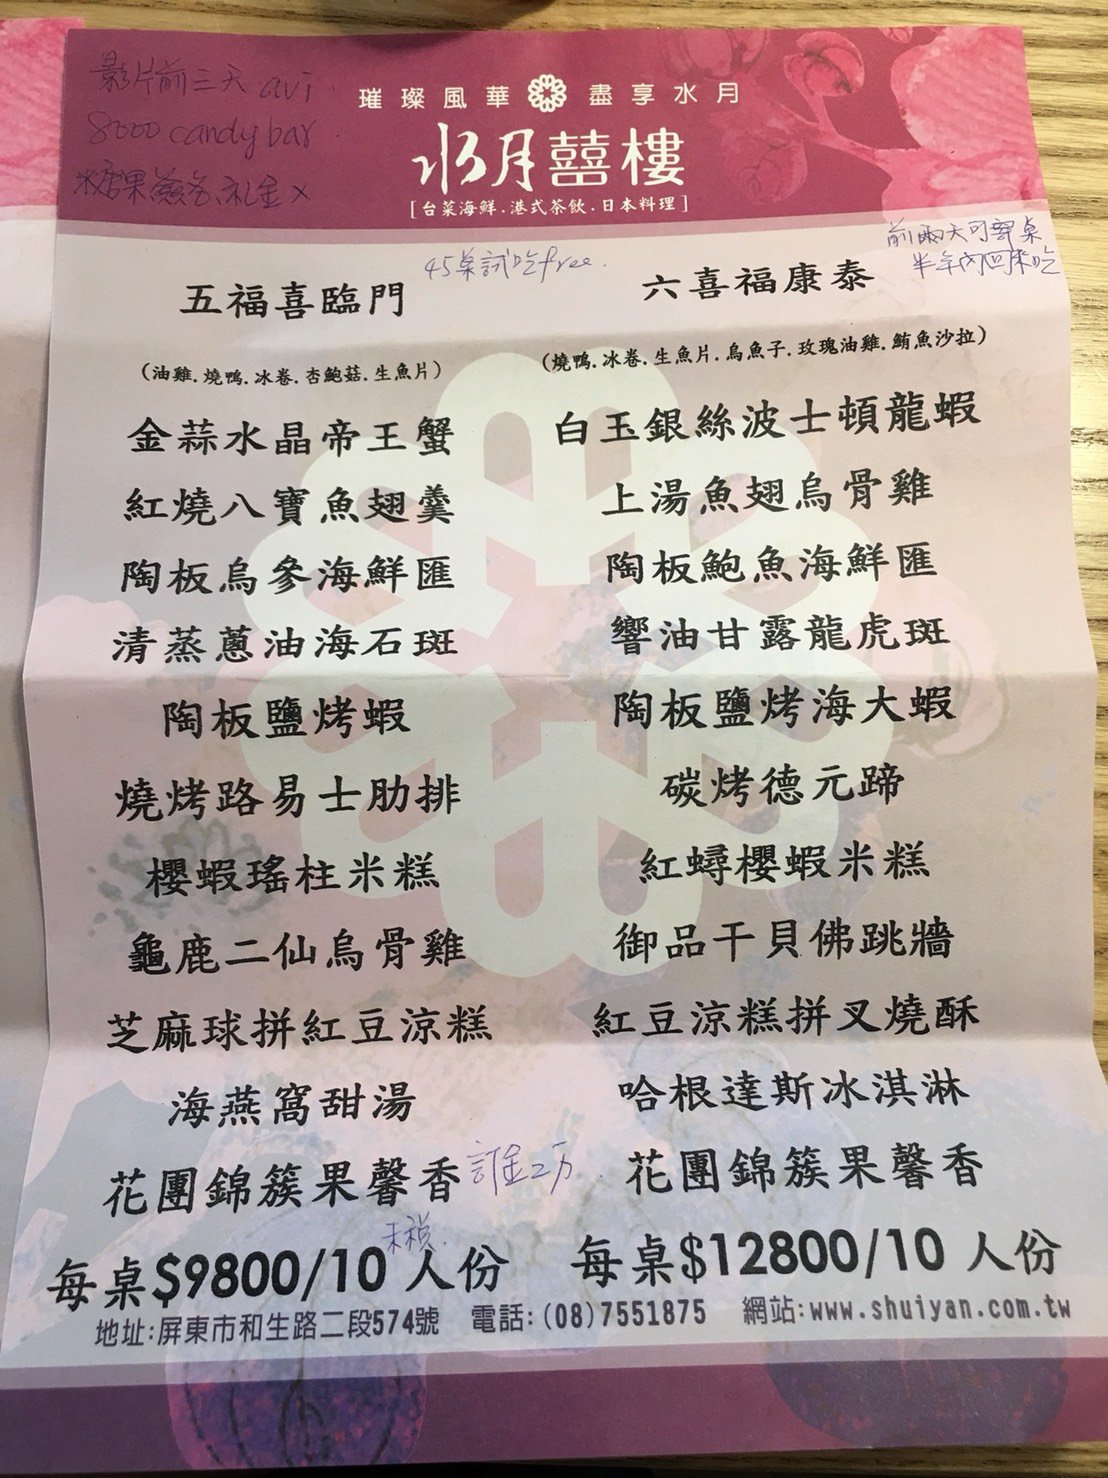 影片前三天 avi
8000 candy bar
糖果 簽名 禮金 x
璀璨風華 盡享水月
水月囍樓
[台菜海鮮.港式茶飲.日本料理]
45桌試吃free.
前兩天可寄桌
半年內回來吃
五福喜臨門
(油雞.燒鴨.冰卷.杏鮑菇.生魚片)
金蒜水晶帝王蟹
紅燒八寶魚翅羹
陶板烏參海鮮匯
清蒸蔥油海石斑
陶板鹽烤蝦
燒烤路易士肋排
櫻蝦瑤柱米糕
龜鹿二仙烏骨雞
芝麻球拼紅豆涼糕
海燕窩甜湯
花團錦簇果馨香
訂金2万
未稅
每桌$9800/10人份
六喜福康泰
(燒鴨.冰卷.生魚片.烏魚子.玫瑰油雞.鮪魚沙拉)
白玉銀絲波士頓龍蝦
上湯魚翅烏骨雞
陶板鮑魚海鮮匯
響油甘露龍虎斑
陶板鹽烤海大蝦
碳烤德元蹄
紅蟳櫻蝦米糕
御品干貝佛跳牆
紅豆涼糕拼叉燒酥
哈根達斯冰淇淋
花團錦簇果馨香
每桌$12800/10人份
地址:屏東市和生路二段574號 電話:(08)7551875 網站:www.shuiyan.com.tw